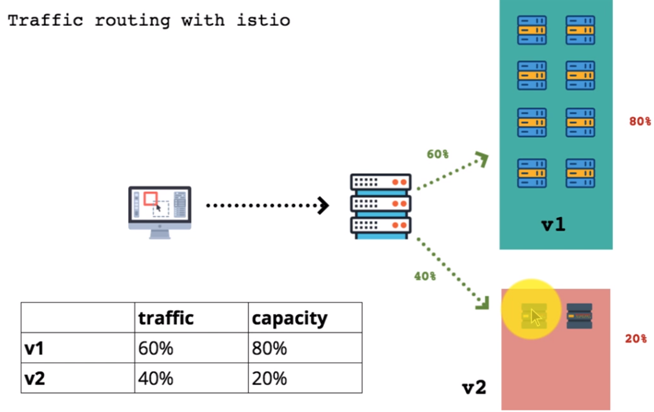 Traffic routing with istio
60%
80%
v1
40%
20%
v2
traffic capacity
v1 60% 80%
v2 40% 20%